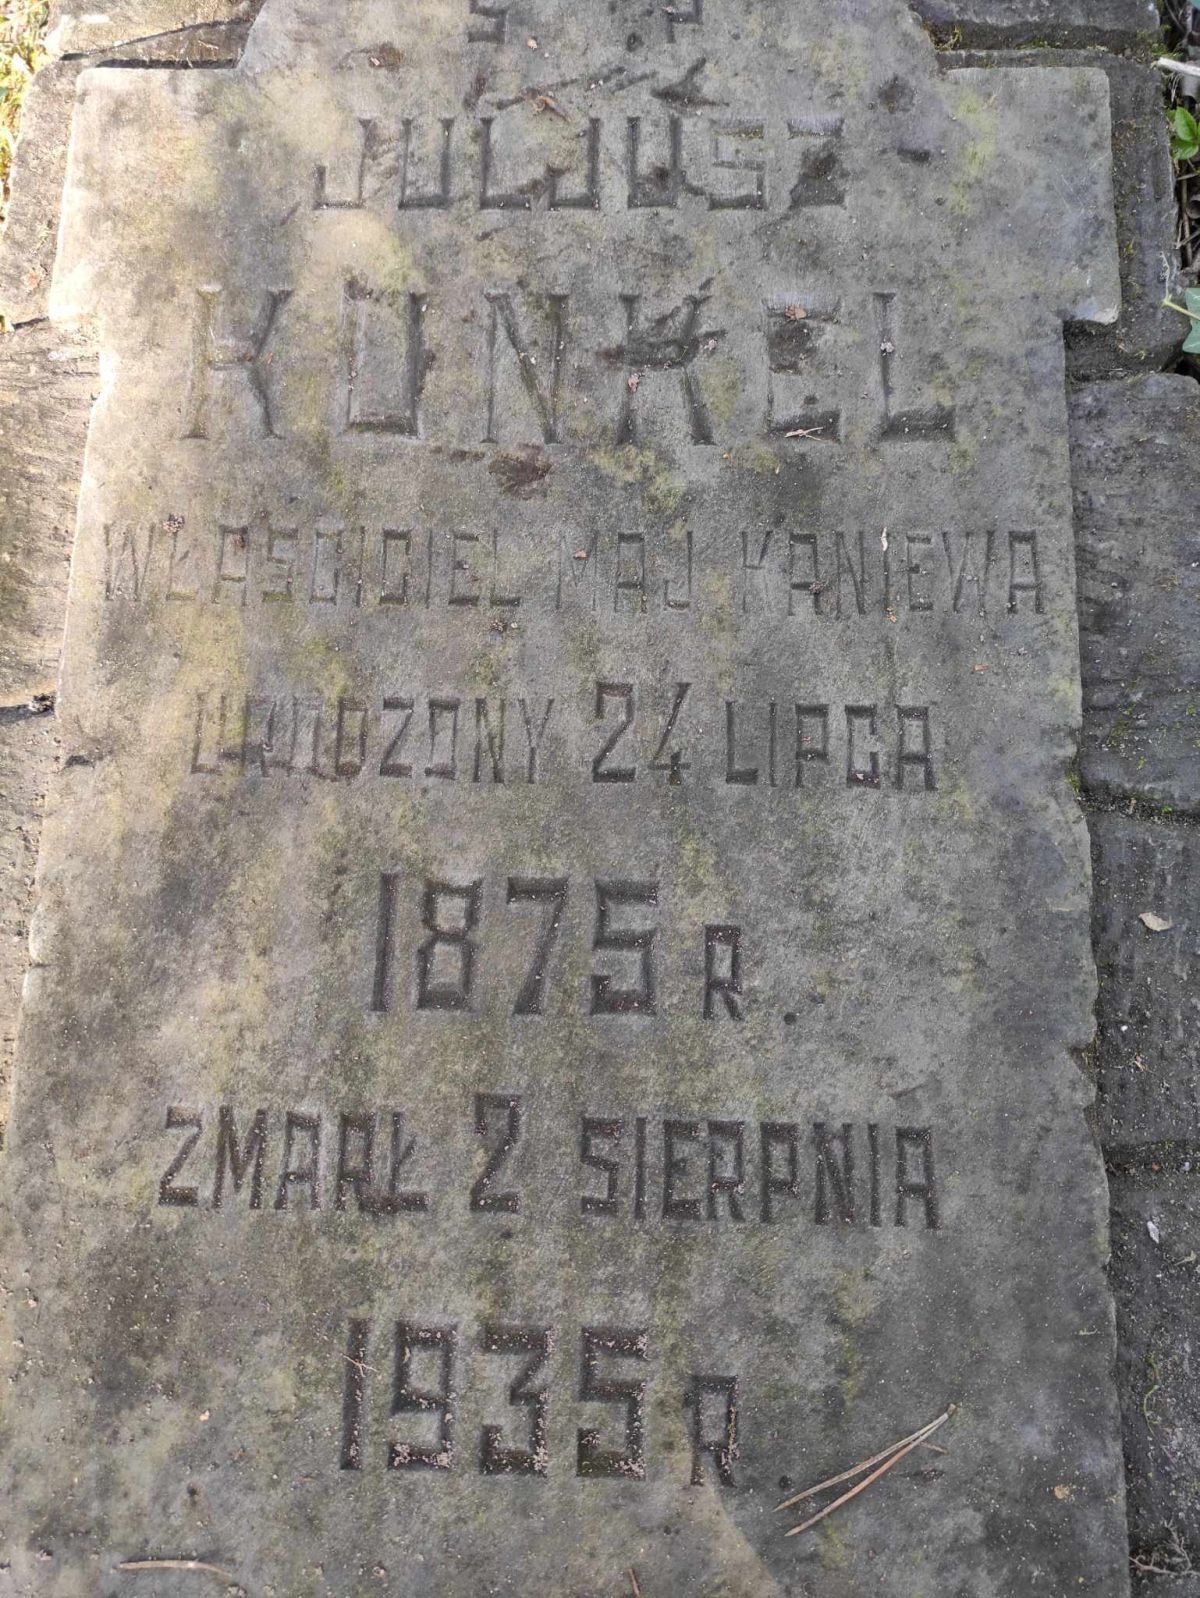 Ś P
JULJUSZ
KUNKEL
WŁAŚCICIEL MAJ KANIEWA
URODZONY 24 LIPCA
1875 R.
ZMARŁ 2 SIERPNIA
1935 R.